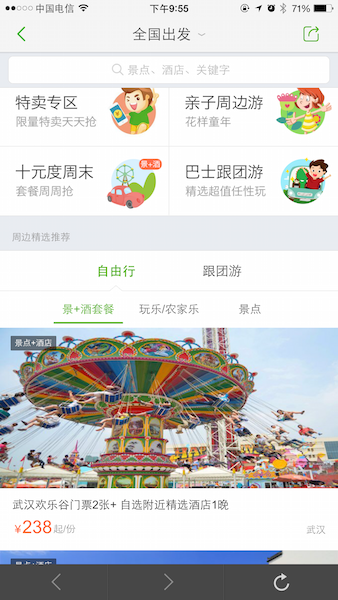 中国电信 下午9:55 71%
全国出发
景点、酒店、关键字
特卖专区
限量特卖天天抢
亲子周边游
花样童年
十元度周末
套餐周周抢
景+酒
巴士跟团游
精选超值任性玩
周边精选推荐
自由行 跟团游
景+酒套餐 玩乐/农家乐 景点
景点+酒店
武汉欢乐谷门票2张+ 自选附近精选酒店1晚
¥238起/份 武汉
景点+酒店